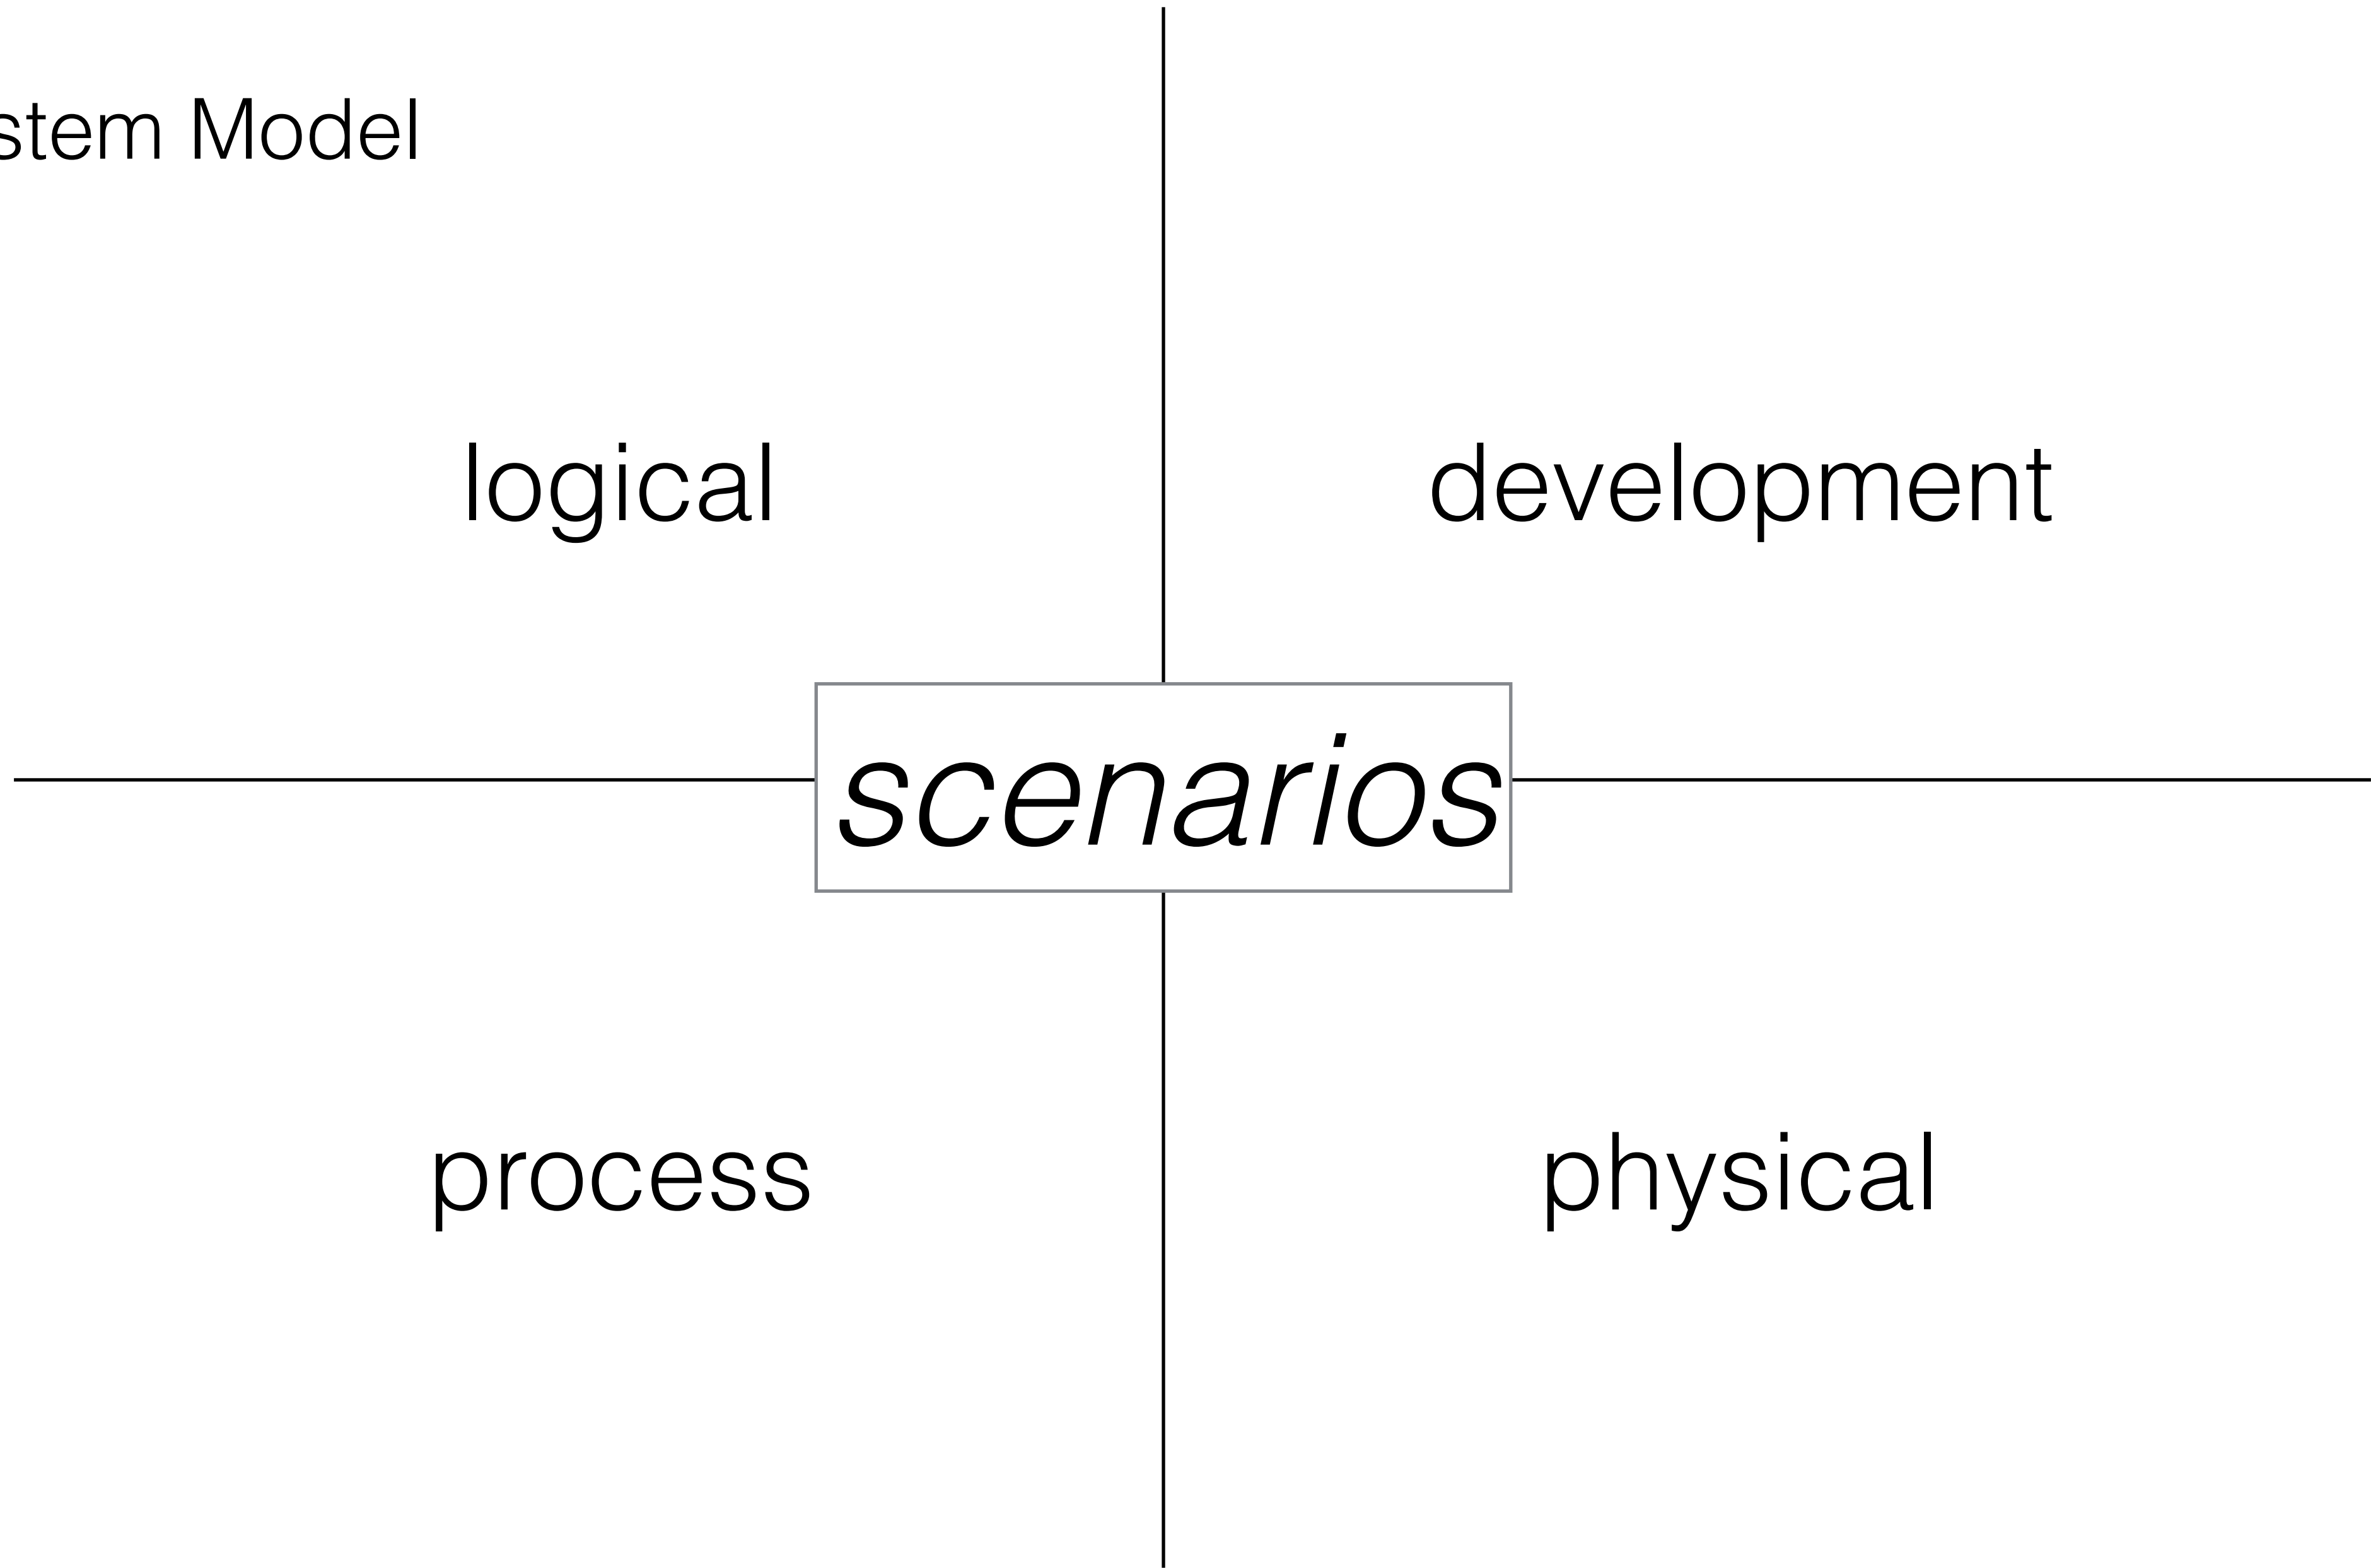 stem Model
logical
development
scenarios
process
physical